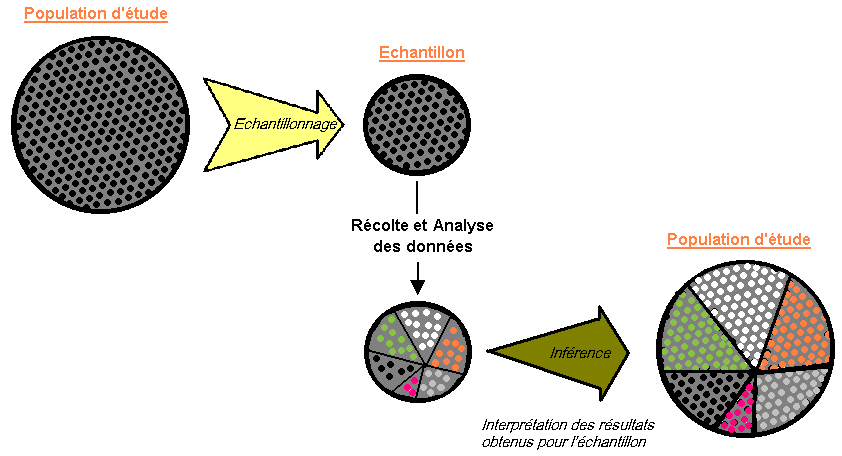 Population d'étude
Echantillon
Echantillonnage
Récolte et Analyse
des données
Population d'étude
Inférence
Interprétation des résultats
obtenus pour l'échantillon